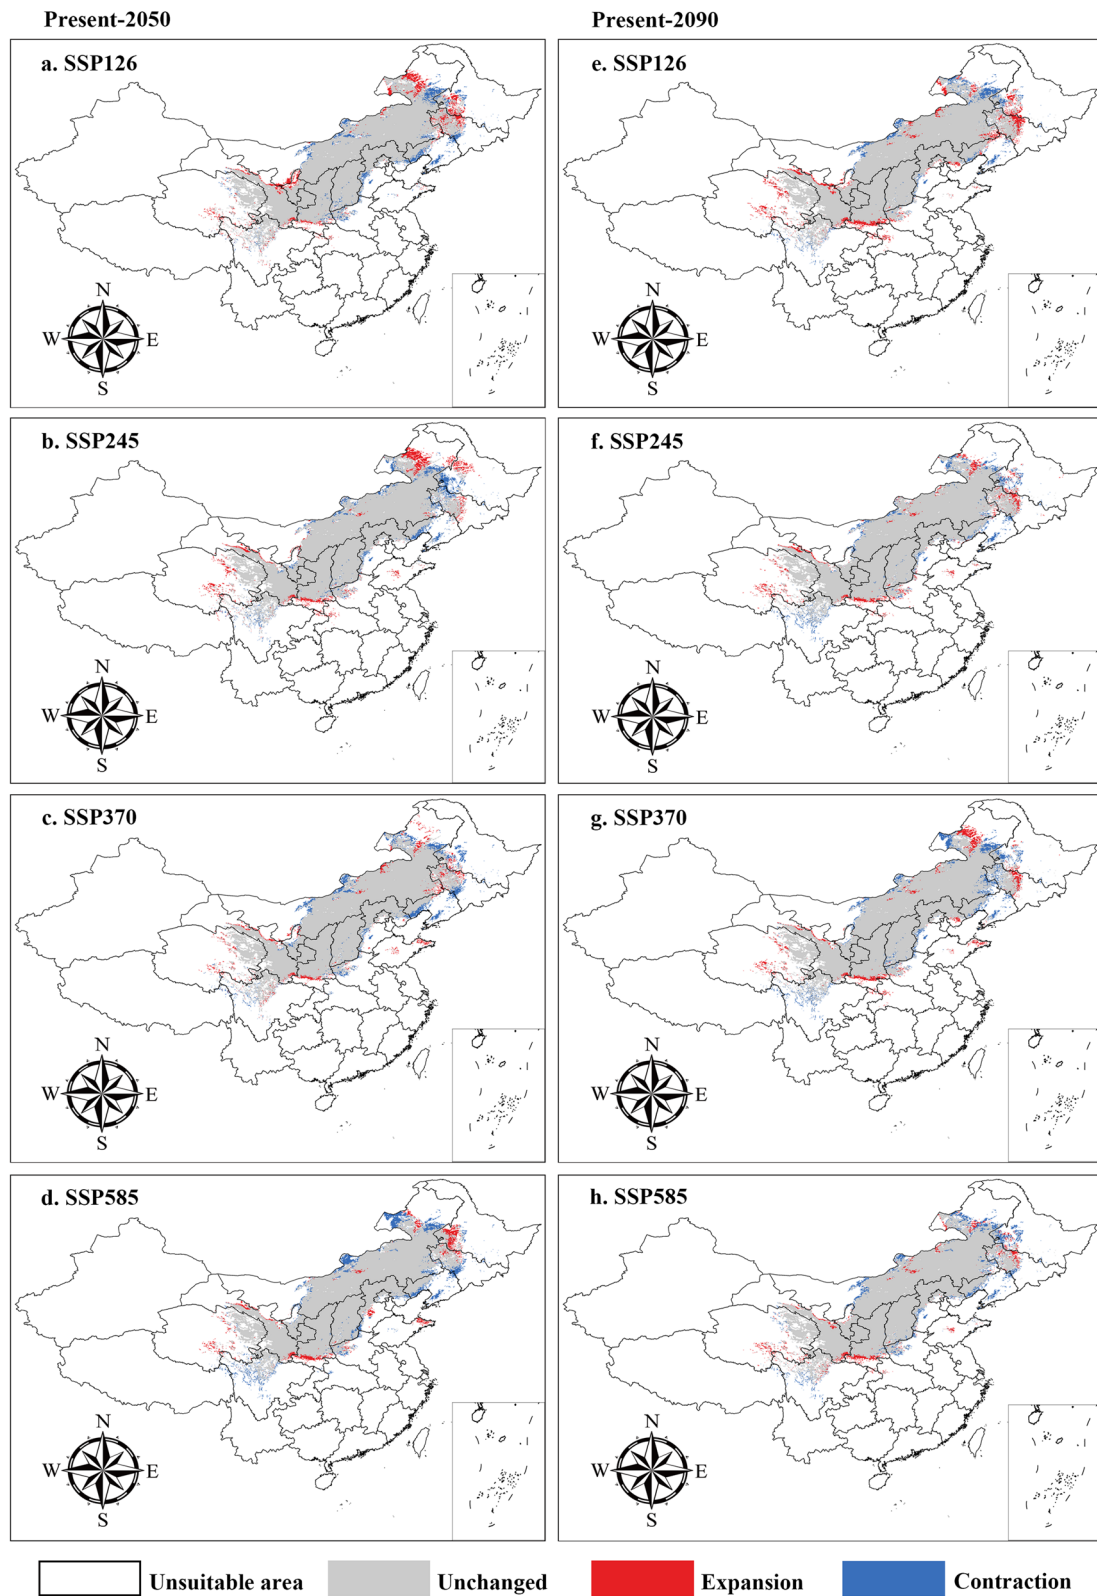 Present-2050
Present-2090
a. SSP126
N
W
E
S
e. SSP126
N
W
E
S
b. SSP245
N
W
E
S
f. SSP245
N
W
E
S
c. SSP370
N
W
E
S
g. SSP370
N
W
E
S
d. SSP585
N
W
E
S
h. SSP585
N
W
E
S
Unsuitable area
Unchanged
Expansion
Contraction